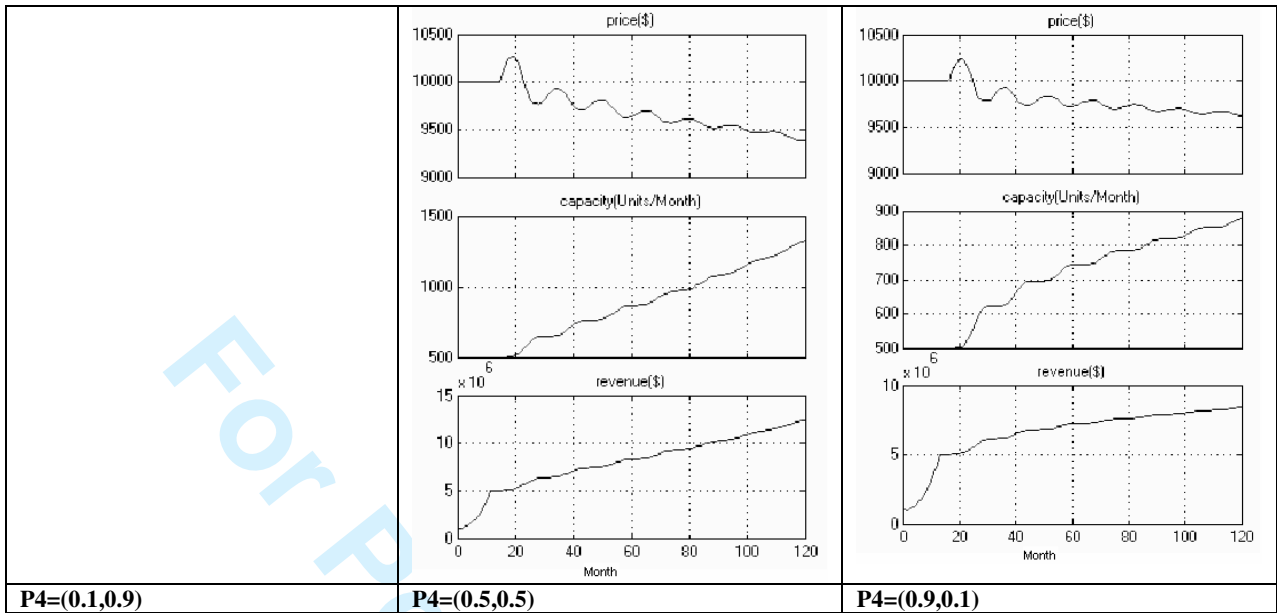 price($)
10500
10000
9500
9000
capacity(Units/Month)
1500
1000
500
x 10 6
revenue($)
15
10
5
0
0 20 40 60 80 100 120
Month
price($)
10500
10000
9500
9000
capacity(Units/Month)
900
800
700
600
500
x 10 6
revenue($)
10
5
0
0 20 40 60 80 100 120
Month
For Pe
P4=(0.1,0.9) P4=(0.5,0.5) P4=(0.9,0.1)